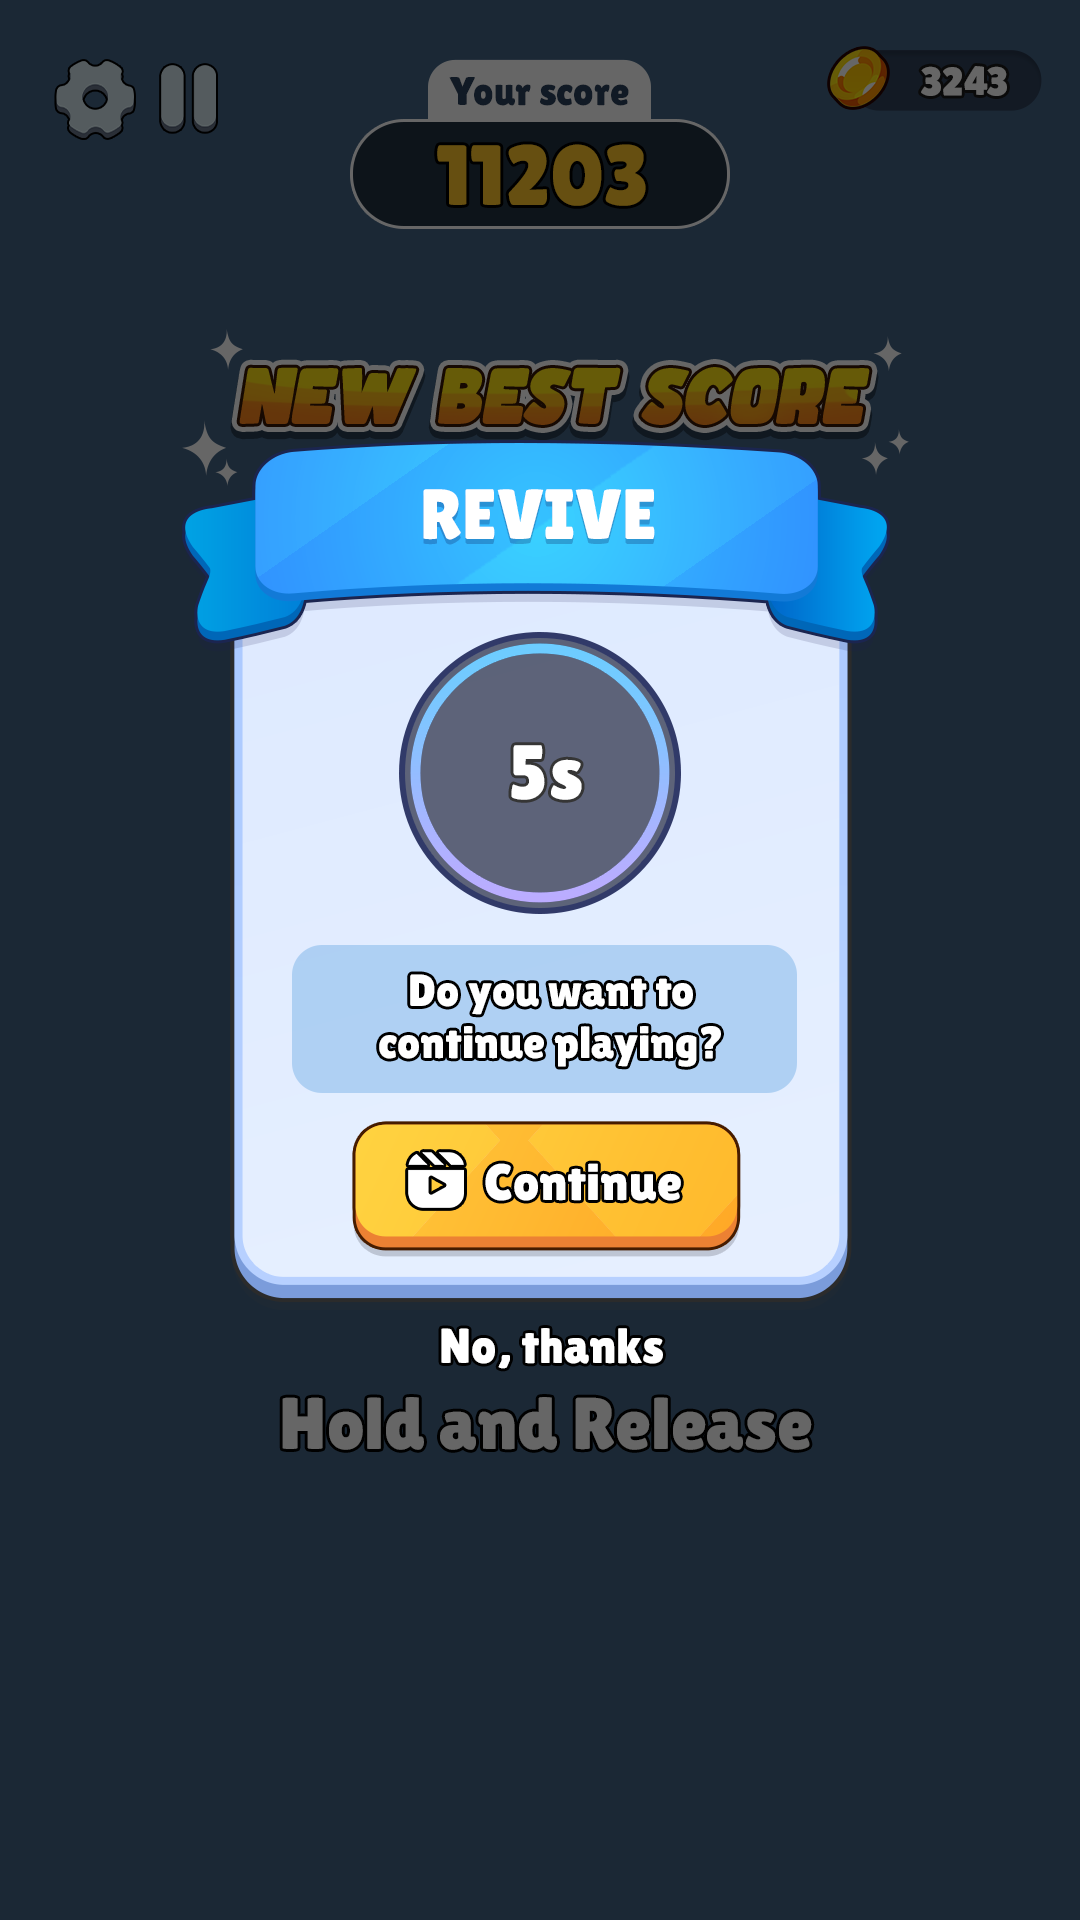 Your score
3243
11203
NEW BEST SCORE
REVIVE
5s
Do you want to
continue playing?
Continue
No, thanks
Hold and Release